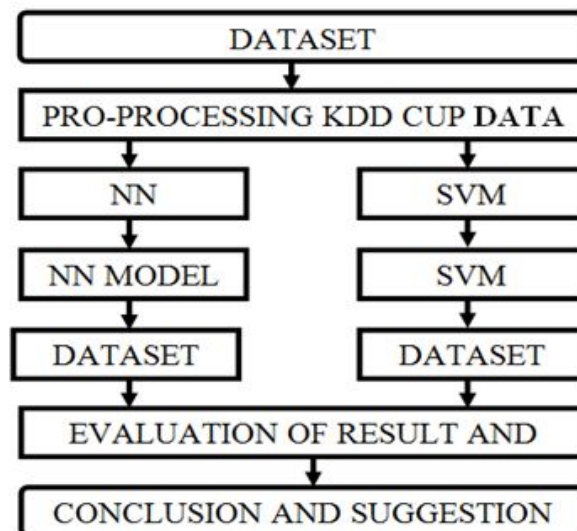 DATASET
PRO-PROCESSING KDD CUP DATA
NN
SVM
NN MODEL
SVM
DATASET
DATASET
EVALUATION OF RESULT AND
CONCLUSION AND SUGGESTION